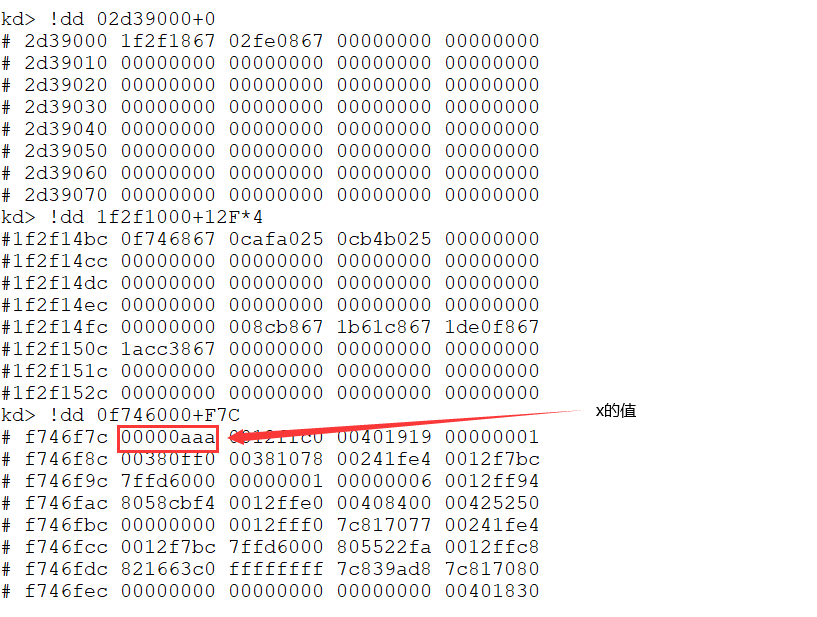 kd> !dd 02d39000+0
# 2d39000 1f2f1867 02fe0867 00000000 00000000
# 2d39010 00000000 00000000 00000000 00000000
# 2d39020 00000000 00000000 00000000 00000000
# 2d39030 00000000 00000000 00000000 00000000
# 2d39040 00000000 00000000 00000000 00000000
# 2d39050 00000000 00000000 00000000 00000000
# 2d39060 00000000 00000000 00000000 00000000
# 2d39070 00000000 00000000 00000000 00000000
kd> !dd 1f2f1000+12F*4
#1f2f14bc 0f746867 0cafa025 0cb4b025 00000000
#1f2f14cc 00000000 00000000 00000000 00000000
#1f2f14dc 00000000 00000000 00000000 00000000
#1f2f14ec 00000000 00000000 00000000 00000000
#1f2f14fc 00000000 008cb867 1b61c867 1de0f867
#1f2f150c 1acc3867 00000000 00000000 00000000
#1f2f151c 00000000 00000000 00000000 00000000
#1f2f152c 00000000 00000000 00000000 00000000
kd> !dd 0f746000+F7C
x的值
# f746f7c 00000aaa 0012ffc0 00401919 00000001
# f746f8c 00380ff0 00381078 00241fe4 0012f7bc
# f746f9c 7ffd6000 00000001 00000006 0012ff94
# f746fac 8058cbf4 0012ffe0 00408400 00425250
# f746fbc 00000000 0012fff0 7c817077 00241fe4
# f746fcc 0012f7bc 7ffd6000 805522fa 0012ffc8
# f746fdc 821663c0 ffffffff 7c839ad8 7c817080
# f746fec 00000000 00000000 00000000 00401830